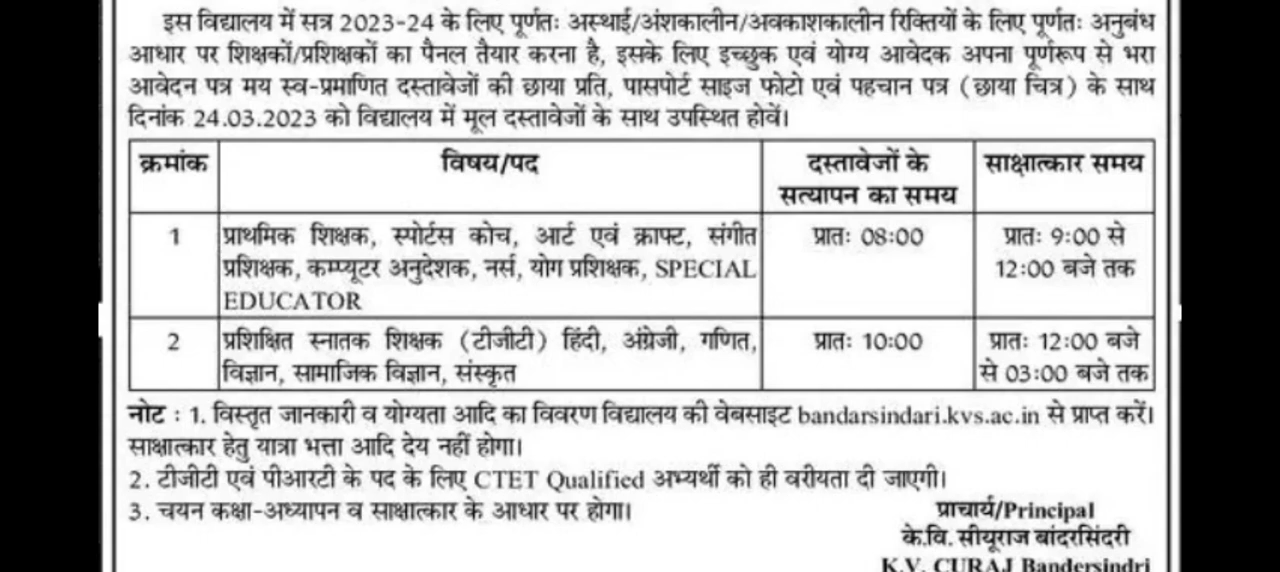 इस विद्यालय में सत्र 2023-24 के लिए पूर्णतः अस्थाई/अंशकालीन/अवकाशकालीन रिक्तियों के लिए पूर्णतः अनुबंध
आधार पर शिक्षकों/प्रशिक्षकों का पैनल तैयार करना है, इसके लिए इच्छुक एवं योग्य आवेदक अपना पूर्णरूप से भरा
आवेदन पत्र मय स्व-प्रमाणित दस्तावेजों की छाया प्रति, पासपोर्ट साइज फोटो एवं पहचान पत्र (छाया चित्र) के साथ
दिनांक 24.03.2023 को विद्यालय में मूल दस्तावेजों के साथ उपस्थित होवें।
क्रमांक विषय/पद दस्तावेजों के साक्षात्कार समय
सत्यापन का समय
1 प्राथमिक शिक्षक, स्पोर्टस कोच, आर्ट एवं क्राफ्ट, संगीत प्रातः 08:00 प्रातः 9:00 से
प्रशिक्षक, कम्प्यूटर अनुदेशक, नर्स, योग प्रशिक्षक, SPECIAL 12:00 बजे तक
EDUCATOR
2 प्रशिक्षित स्नातक शिक्षक (टीजीटी) हिंदी, अंग्रेजी, गणित, प्रातः 10:00 प्रातः 12:00 बजे
विज्ञान, सामाजिक विज्ञान, संस्कृत से 03:00 बजे तक
नोट : 1. विस्तृत जानकारी व योग्यता आदि का विवरण विद्यालय की वेबसाइट bandarsindari.kvs.ac.in से प्राप्त करें।
साक्षात्कार हेतु यात्रा भत्ता आदि देय नहीं होगा।
2. टीजीटी एवं पीआरटी के पद के लिए CTET Qualified अभ्यर्थी को ही वरीयता दी जाएगी।
3. चयन कक्षा-अध्यापन व साक्षात्कार के आधार पर होगा।
प्राचार्य/Principal
के.वि. सीयूराज बांदरसिंदरी
K.V. CURAJ Bandersindri